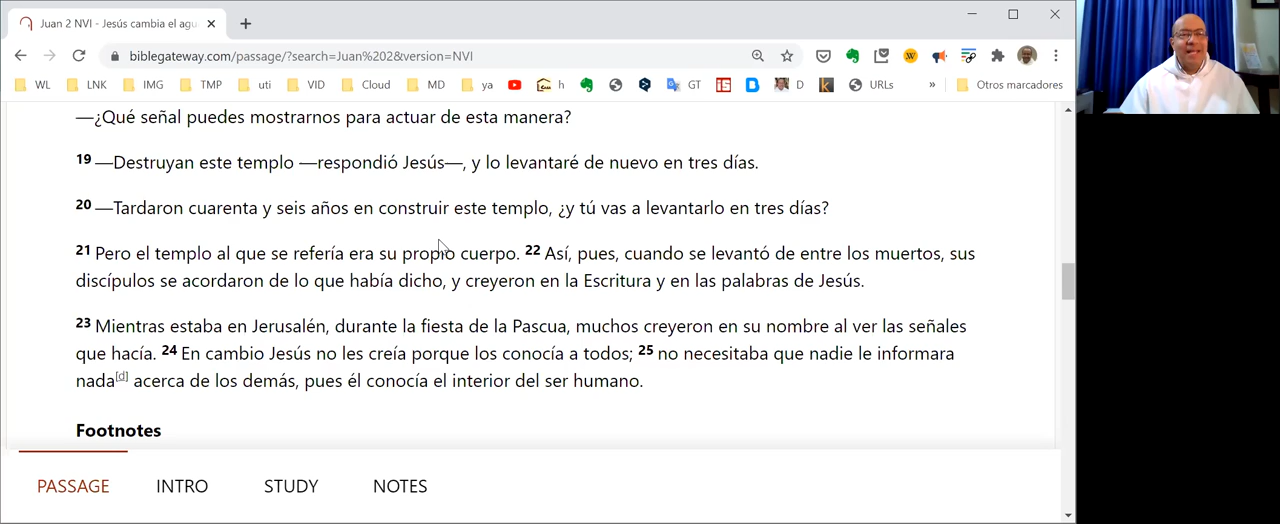 Juan 2 NVI - Jesús cambia el agu
biblegateway.com/passage/?search=Juan%202&version=NVI
WL LNK IMG TMP uti VID Cloud MD ya h GT D URLs » Otros marcadores
—¿Qué señal puedes mostrarnos para actuar de esta manera?
19 —Destruyan este templo —respondió Jesús—, y lo levantaré de nuevo en tres días.
20 —Tardaron cuarenta y seis años en construir este templo, ¿y tú vas a levantarlo en tres días?
21 Pero el templo al que se refería era su propio cuerpo. 22 Así, pues, cuando se levantó de entre los muertos, sus
discípulos se acordaron de lo que había dicho, y creyeron en la Escritura y en las palabras de Jesús.
23 Mientras estaba en Jerusalén, durante la fiesta de la Pascua, muchos creyeron en su nombre al ver las señales
que hacía. 24 En cambio Jesús no les creía porque los conocía a todos; 25 no necesitaba que nadie le informara
nada[d] acerca de los demás, pues él conocía el interior del ser humano.
Footnotes
PASSAGE INTRO STUDY NOTES